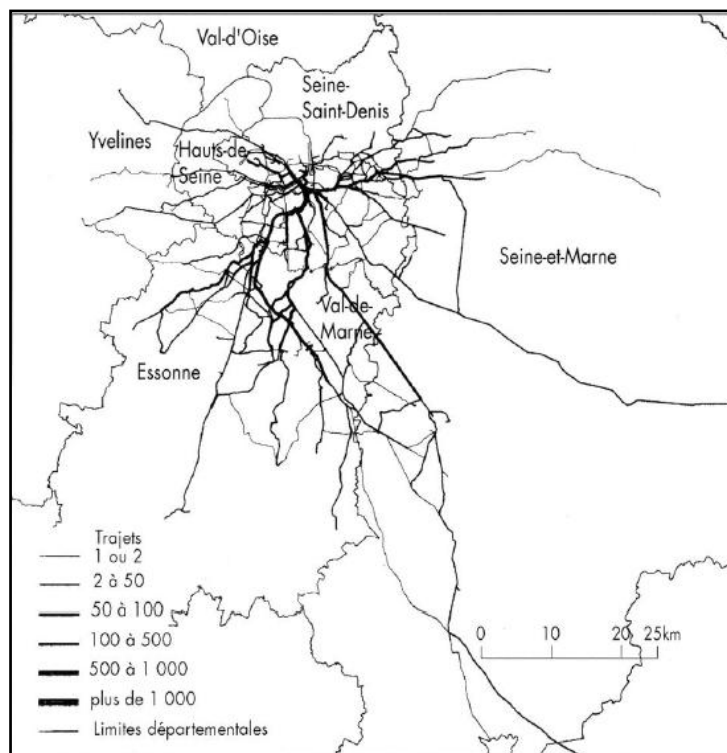 Val-d'Oise
Seine-
Saint-Denis
Yvelines
Hauts-de-
Seine
Seine-et-Marne
Val-de-
Marne
Essonne
Trajets
1 ou 2
2 à 50
50 à 100
100 à 500
500 à 1 000
plus de 1 000
Limites départementales
0 10 20 25km